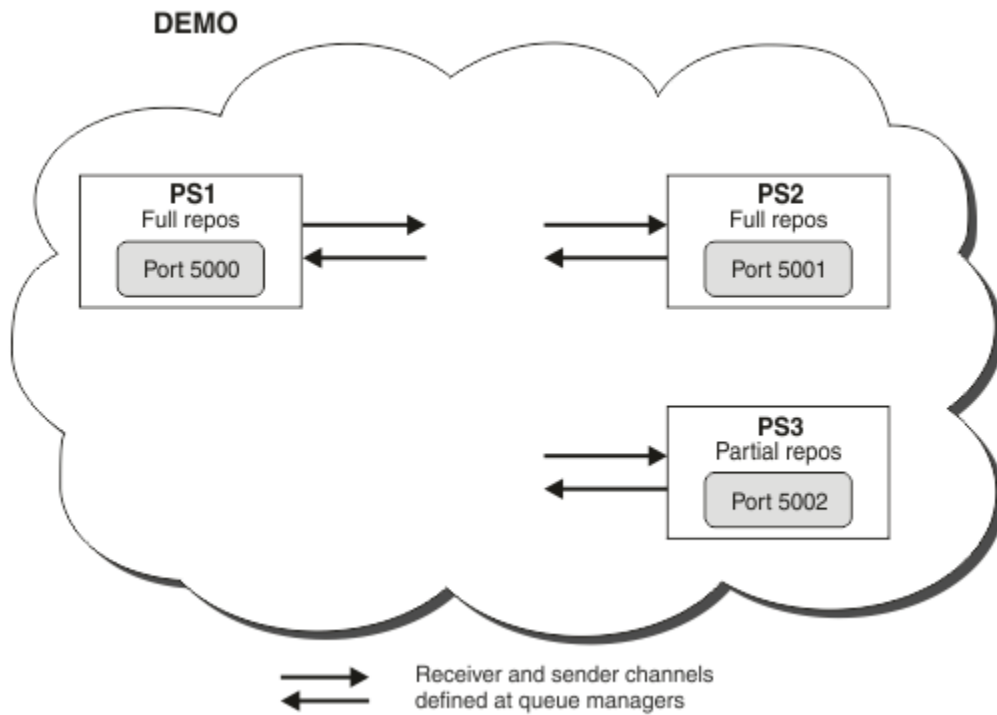 DEMO
PS1
Full repos
Port 5000
PS2
Full repos
Port 5001
PS3
Partial repos
Port 5002
Receiver and sender channels
defined at queue managers